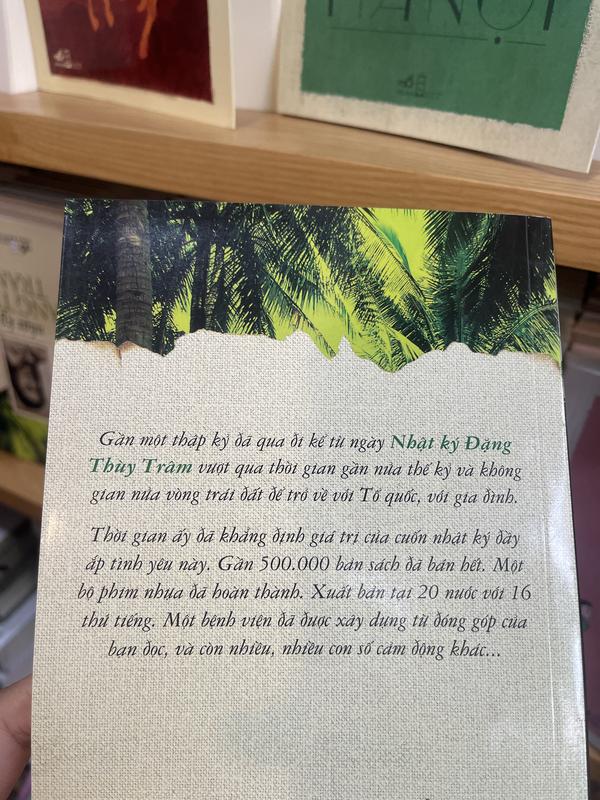 HÀ NỘI
Gần một thập kỷ đã qua đi kể từ ngày Nhật ký Đặng
Thùy Trâm vượt qua thời gian gần nửa thế kỷ và không
gian nửa vòng trái đất để trở về với Tổ quốc, với gia đình.
Thời gian ấy đã khẳng định giá trị của cuốn nhật ký đầy
ắp tình yêu này. Gần 500.000 bản sách đã bán hết. Một
bộ phim nhựa đã hoàn thành. Xuất bản tại 20 nước với 16
thứ tiếng. Một bệnh viện đã được xây dựng từ đóng góp của
bạn đọc, và còn nhiều, nhiều con số cảm động khác...